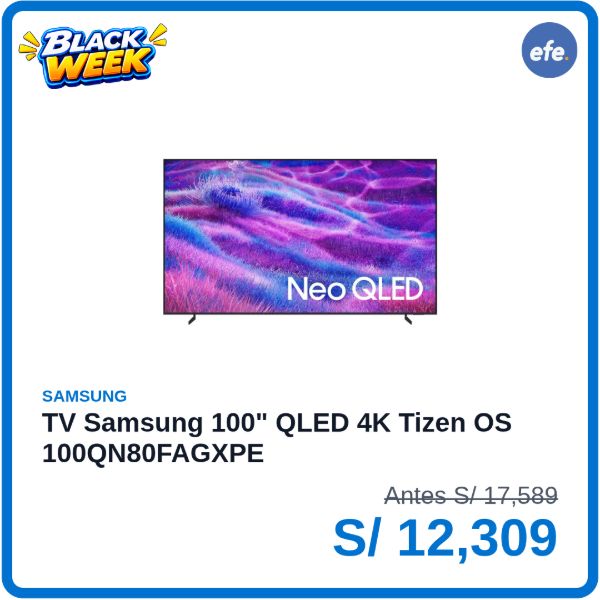 BLACK
WEEK
efe.
Neo QLED
SAMSUNG
TV Samsung 100" QLED 4K Tizen OS
100QN80FAGXPE
Antes S/ 17,589
S/ 12,309